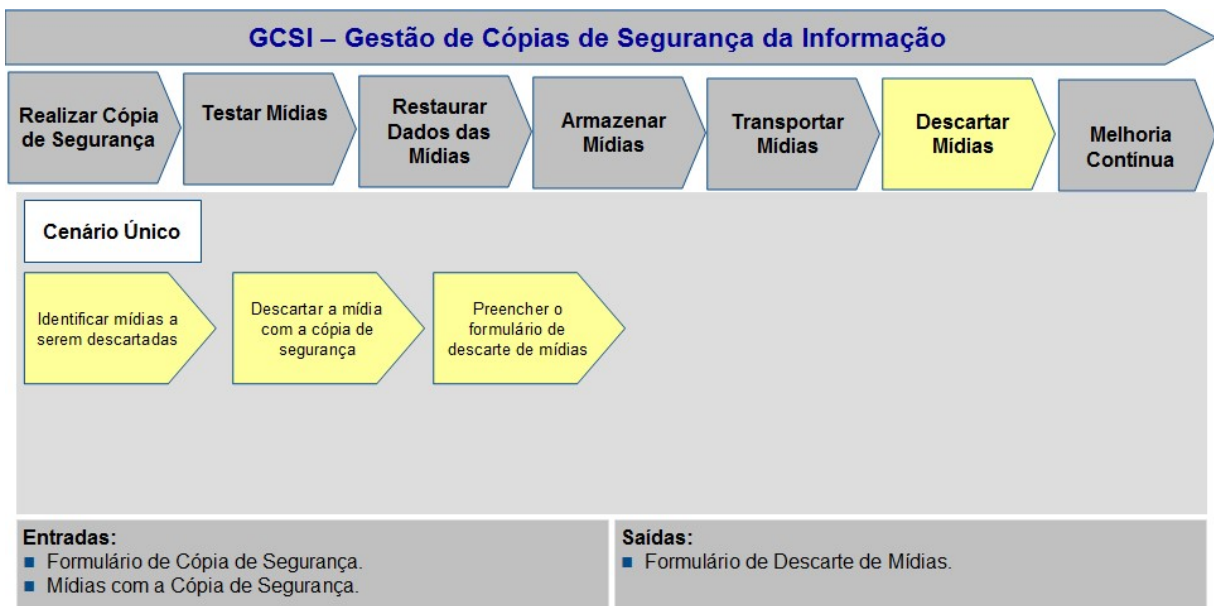 GCSI – Gestão de Cópias de Segurança da Informação
Realizar Cópia
de Segurança
Testar Mídias
Restaurar
Dados das
Mídias
Armazenar
Mídias
Transportar
Mídias
Descartar
Mídias
Melhoria
Contínua
Cenário Único
Identificar mídias a
serem descartadas
Descartar a mídia
com a cópia de
segurança
Preencher o
formulário de
descarte de mídias
Entradas:
Formulário de Cópia de Segurança.
Mídias com a Cópia de Segurança.
Saídas:
Formulário de Descarte de Mídias.